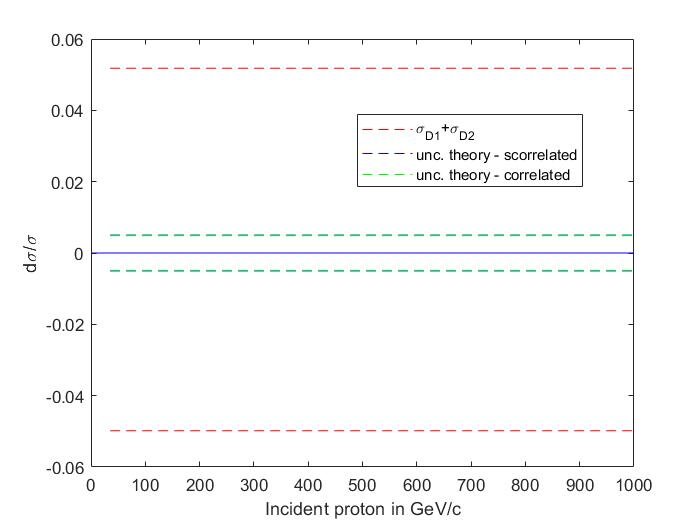 0.06
0.04
0.02
0
-0.02
-0.04
-0.06
dσ/σ
σD1+σD2
unc. theory - scorrelated
unc. theory - correlated
0 100 200 300 400 500 600 700 800 900 1000
Incident proton in GeV/c